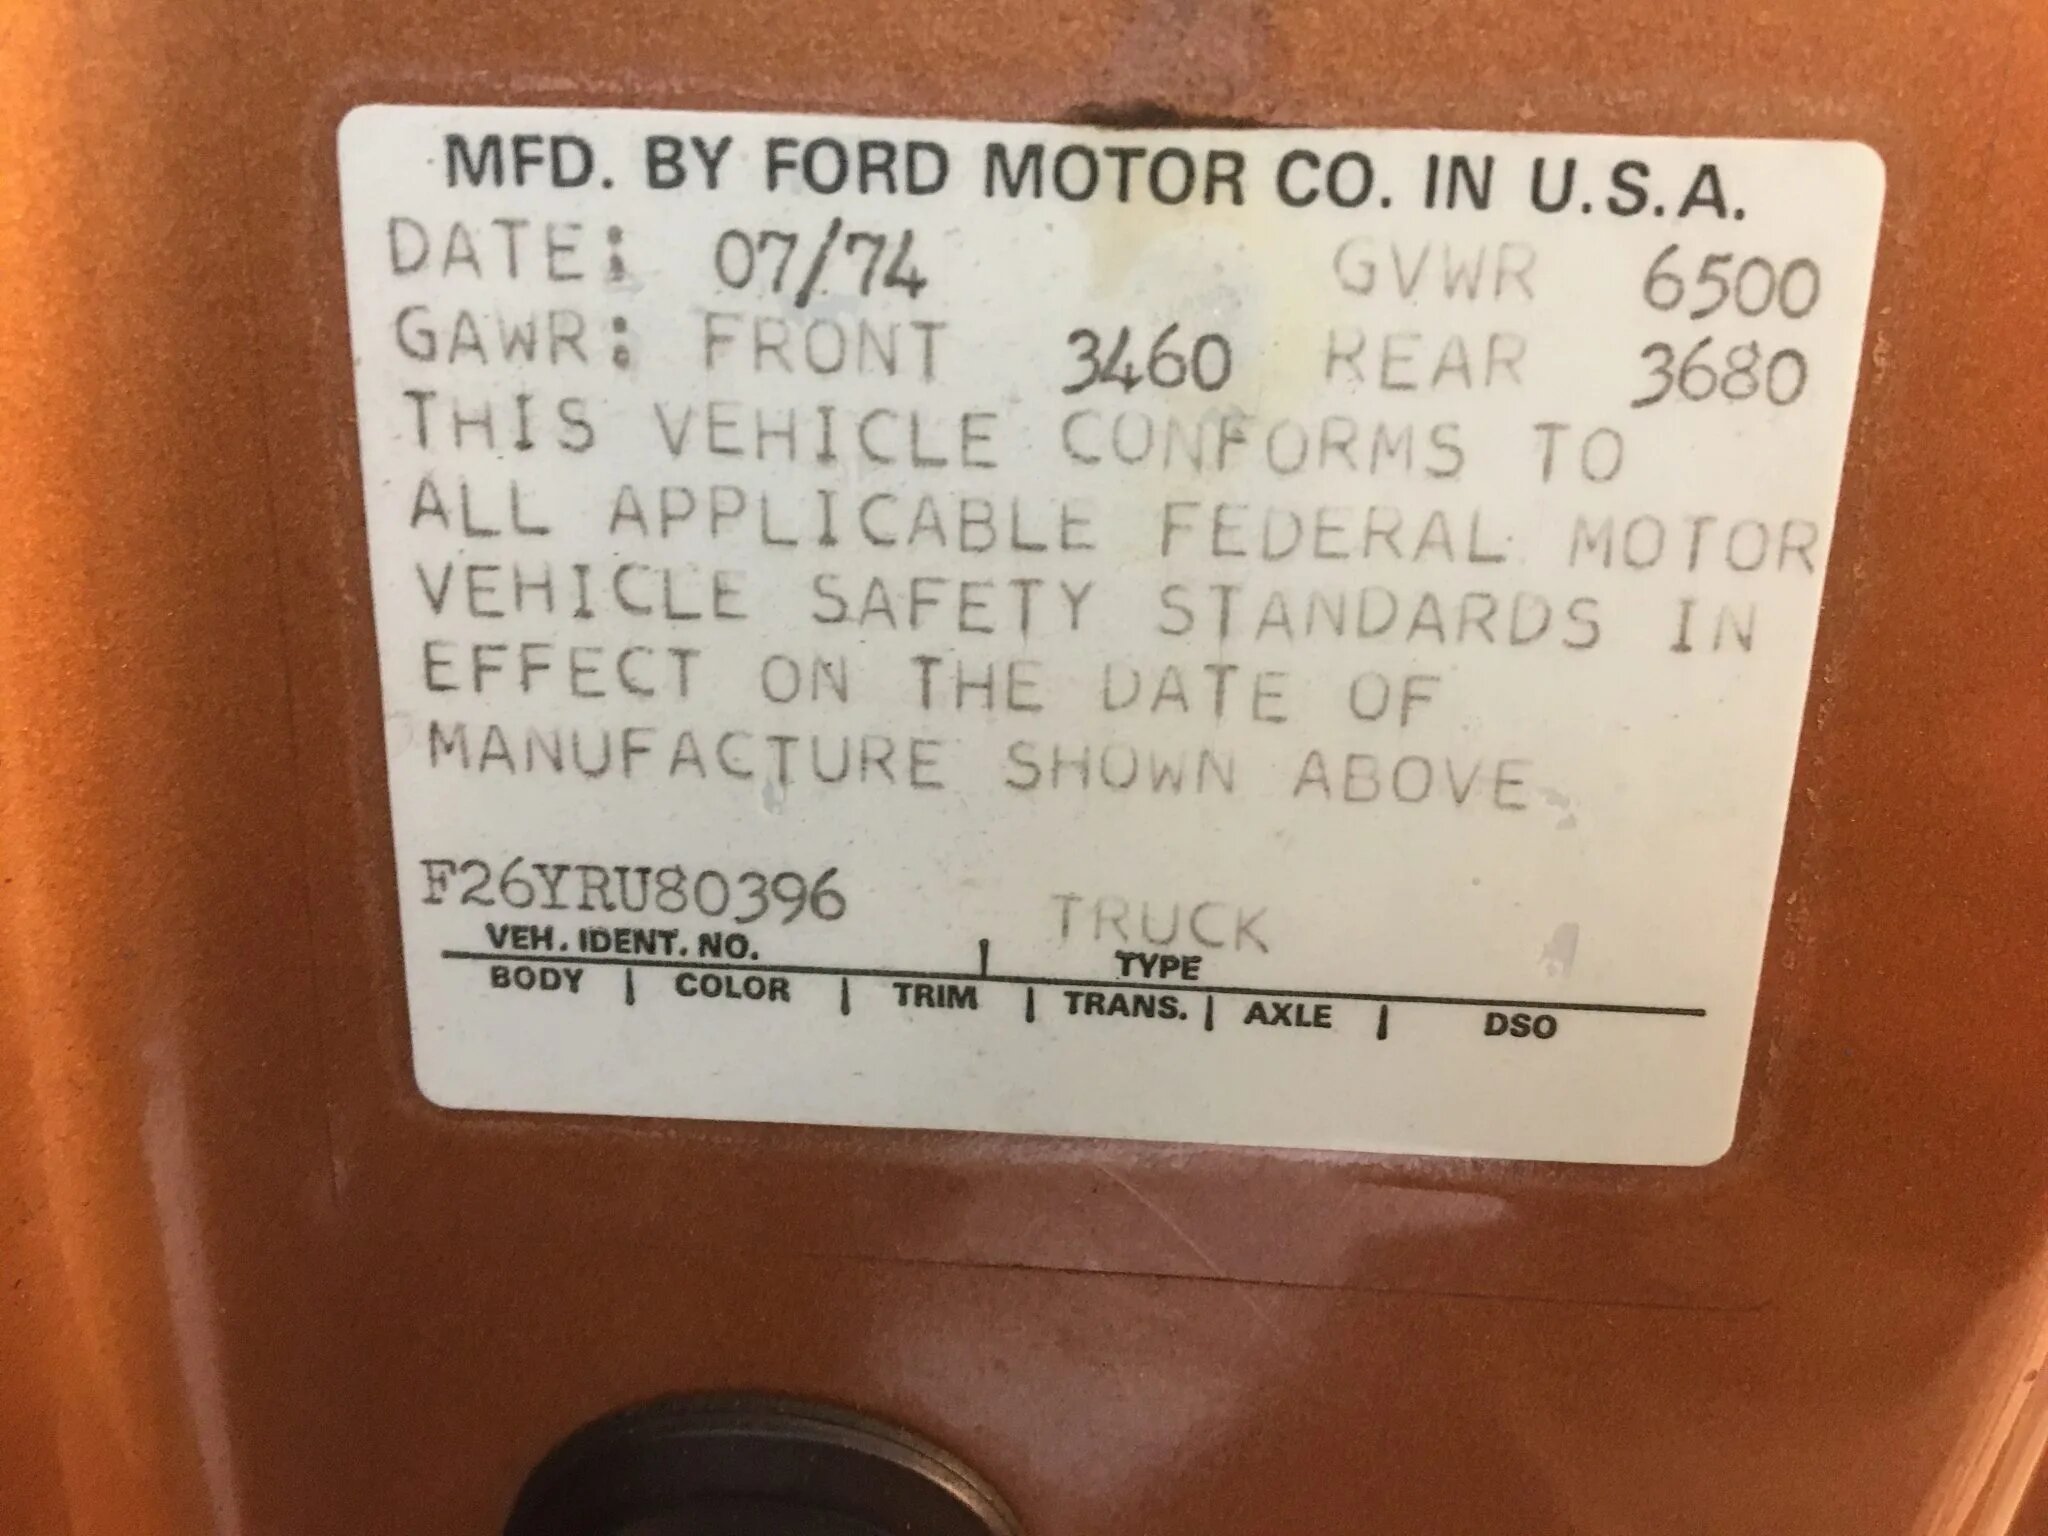 MFD. BY FORD MOTOR CO. IN U.S.A.
DATE: 07/74 GVWR 6500
GAWR: FRONT 3460 REAR 3680
THIS VEHICLE CONFORMS TO
ALL APPLICABLE FEDERAL MOTOR
VEHICLE SAFETY STANDARDS IN
EFFECT ON THE DATE OF
MANUFACTURE SHOWN ABOVE.
F26YRU80396 TRUCK
VEH. IDENT. NO. | TYPE
BODY | COLOR | TRIM | TRANS. | AXLE | DSO